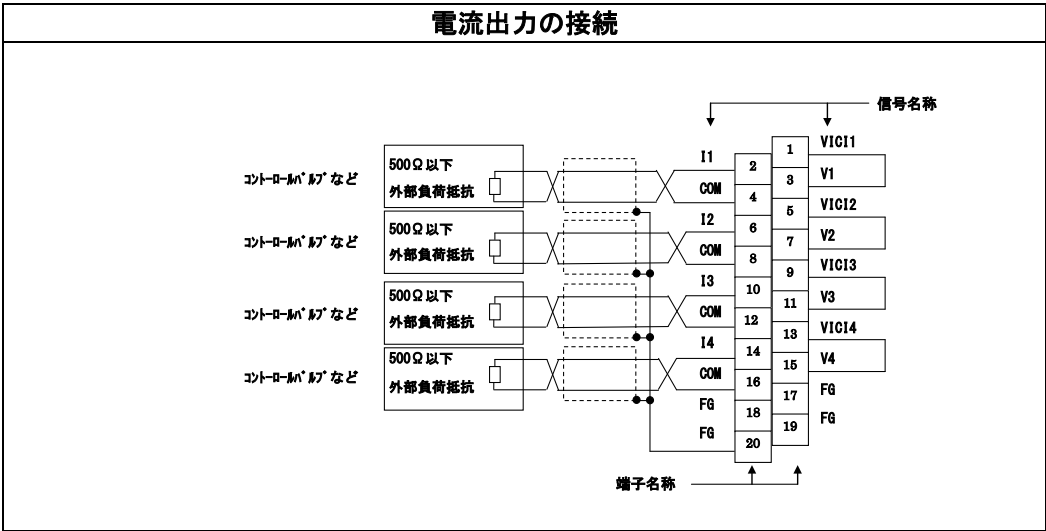 電流出力の接続
信号名称
コントロールバルブなど
500Ω以下
外部負荷抵抗
コントロールバルブなど
500Ω以下
外部負荷抵抗
コントロールバルブなど
500Ω以下
外部負荷抵抗
コントロールバルブなど
500Ω以下
外部負荷抵抗
I1
COM
I2
COM
I3
COM
I4
COM
FG
FG
2
4
6
8
10
12
14
16
18
20
1
3
5
7
9
11
13
15
17
19
VICI1
V1
VICI2
V2
VICI3
V3
VICI4
V4
FG
FG
端子名称